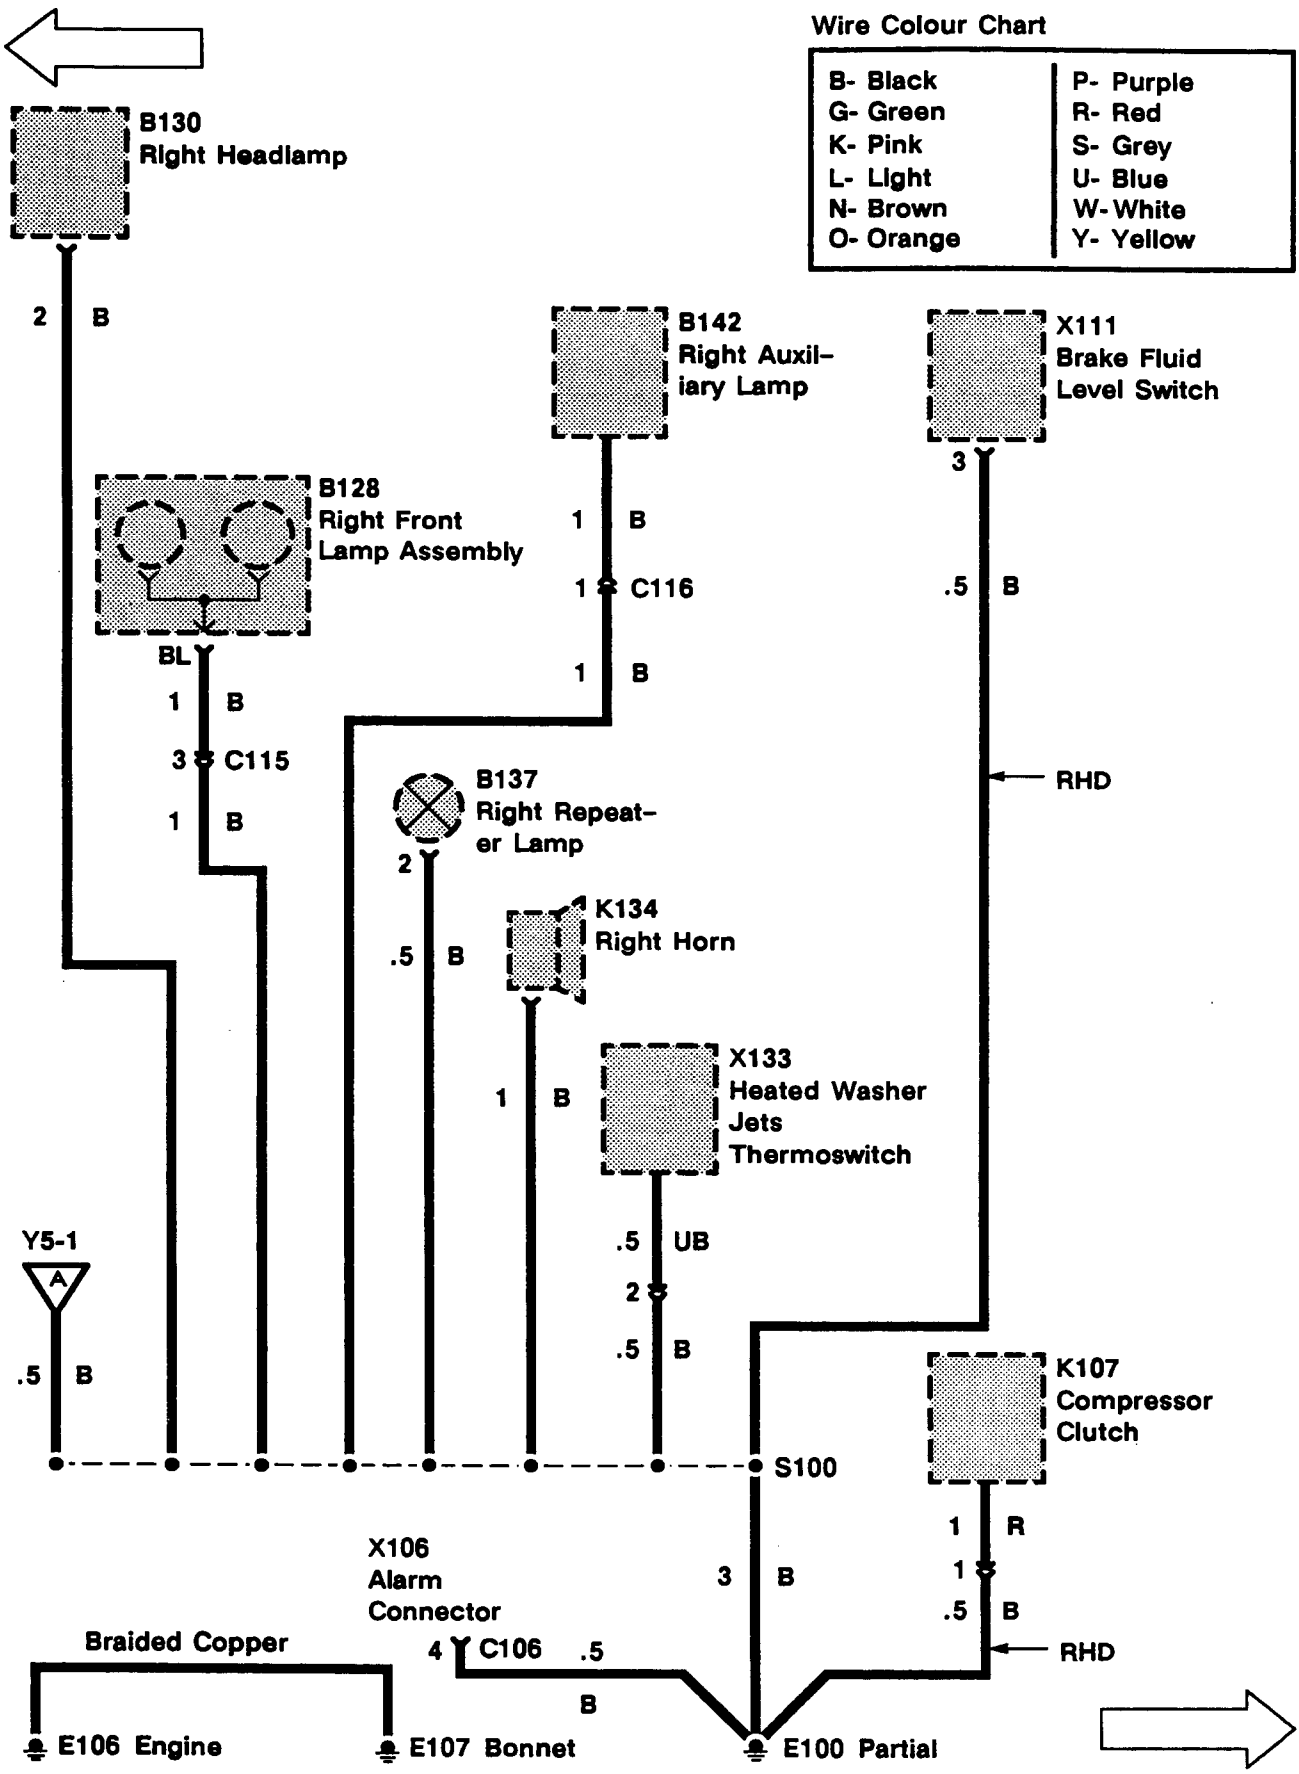 Wire Colour Chart
B- Black
G- Green
K- Pink
L- Light
N- Brown
O- Orange
P- Purple
R- Red
S- Grey
U- Blue
W- White
Y- Yellow
B130
Right Headlamp
2 B
B142
Right Auxil-
iary Lamp
X111
Brake Fluid
Level Switch
3
B128
Right Front
Lamp Assembly
1 B
.5 B
1 C116
BL
1 B
1 B
3 C115
RHD
1 B
B137
Right Repeat-
er Lamp
2
K134
Right Horn
.5 B
X133
Heated Washer
Jets
Thermoswitch
1 B
Y5-1
A
.5 UB
2
.5 B
.5 B
K107
Compressor
Clutch
S100
1 R
X106
Alarm
Connector
3 B
1
.5 B
4 C106 .5
B
RHD
Braided Copper
E106 Engine
E107 Bonnet
E100 Partial